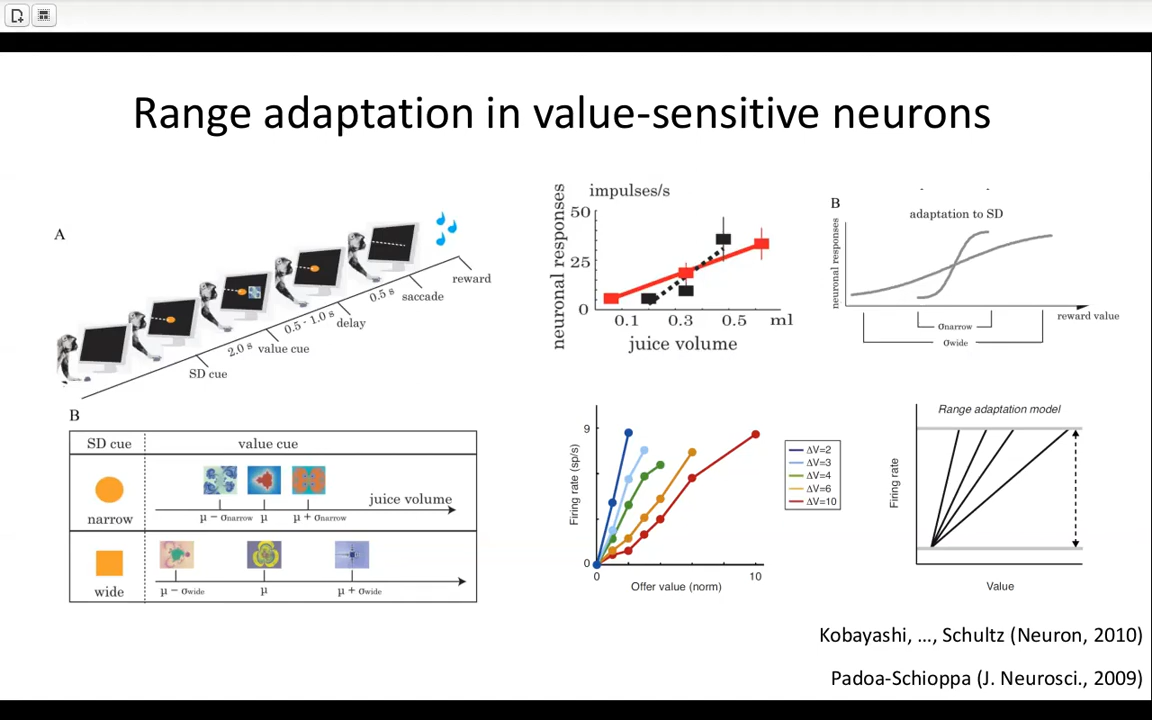 Range adaptation in value-sensitive neurons
A
SD cue
2.0 s
value cue
0.5 - 1.0 s
delay
0.5 s
saccade
reward
B
SD cue
value cue
narrow
μ − σnarrow
μ
μ + σnarrow
juice volume
wide
μ − σwide
μ
μ + σwide
impulses/s
neuronal responses
50
25
0
0.1
0.3
0.5
ml
juice volume
B
adaptation to SD
neuronal responses
reward value
σnarrow
σwide
Firing rate (sp/s)
9
0
0
10
Offer value (norm)
ΔV=2
ΔV=3
ΔV=4
ΔV=6
ΔV=10
Range adaptation model
Firing rate
Value
Kobayashi, ..., Schultz (Neuron, 2010)
Padoa-Schioppa (J. Neurosci., 2009)